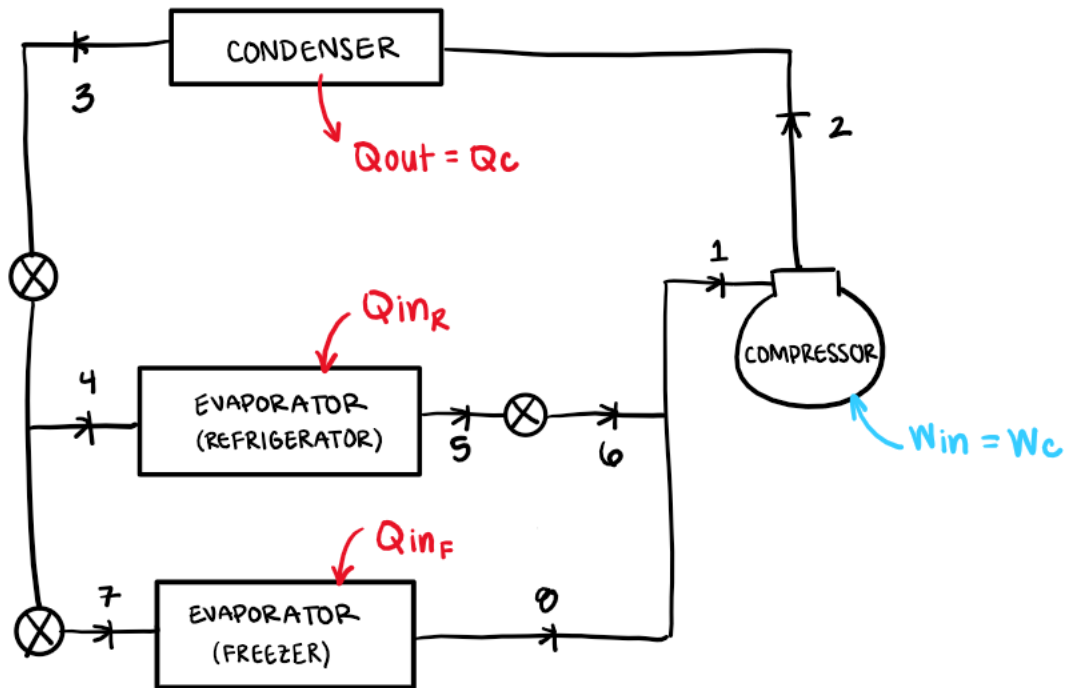 CONDENSER
3
2
Qout = Qc
1
Qin_R
COMPRESSOR
4
EVAPORATOR
(REFRIGERATOR)
5
6
Win = Wc
Qin_F
7
8
EVAPORATOR
(FREEZER)